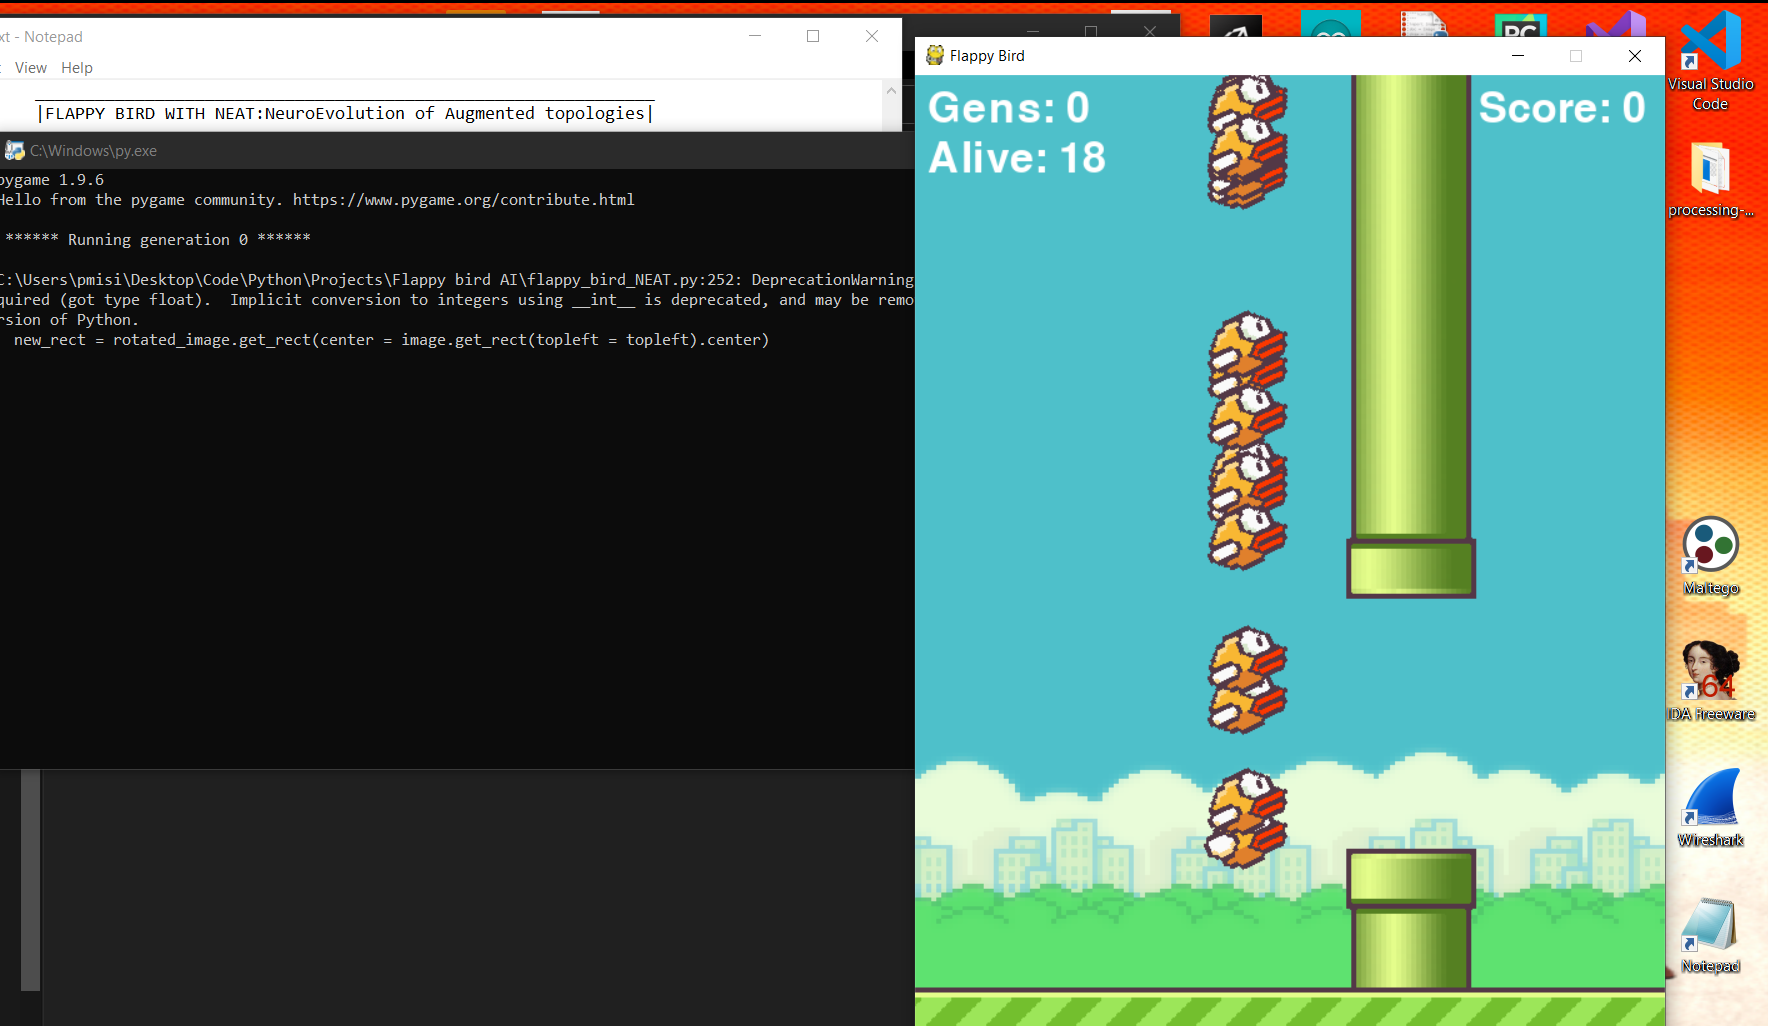 xt - Notepad
View Help
|FLAPPY BIRD WITH NEAT:NeuroEvolution of Augmented topologies|
C:\Windows\py.exe
pygame 1.9.6
Hello from the pygame community. https://www.pygame.org/contribute.html
****** Running generation 0 ******
C:\Users\pmisi\Desktop\Code\Python\Projects\Flappy bird AI\flappy_bird_NEAT.py:252: DeprecationWarning
quired (got type float).  Implicit conversion to integers using __int__ is deprecated, and may be remo
rsion of Python.
new_rect = rotated_image.get_rect(center = image.get_rect(topleft = topleft).center)
Flappy Bird
Gens: 0
Score: 0
Alive: 18
PC
Visual Studio
Code
processing-...
Maltego
64
IDA Freeware
Wireshark
Notepad